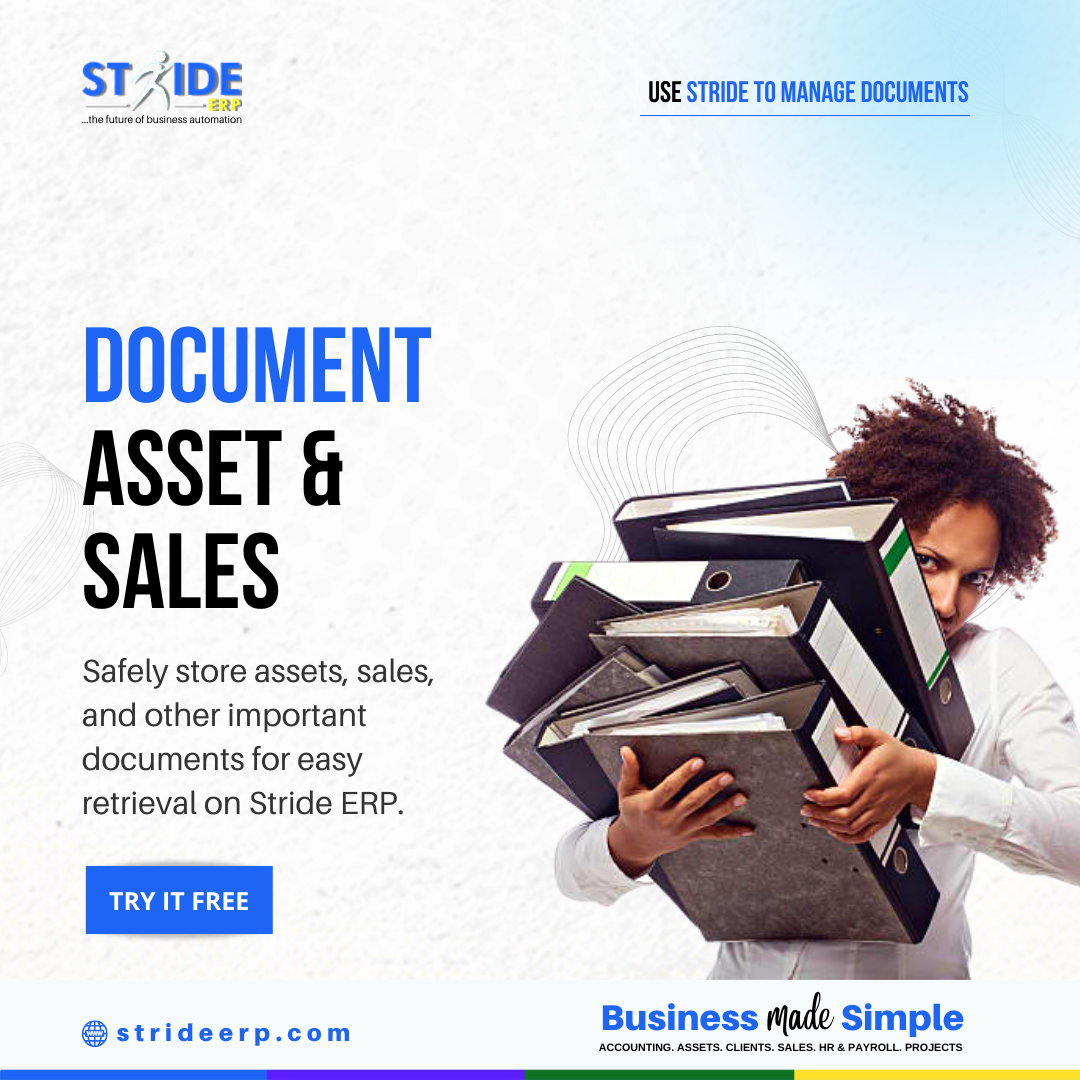 STRIDE
ERP
...the future of business automation
USE STRIDE TO MANAGE DOCUMENTS
DOCUMENT
ASSET &
SALES
Safely store assets, sales,
and other important
documents for easy
retrieval on Stride ERP.
TRY IT FREE
strideerp.com
Business made Simple
ACCOUNTING. ASSETS. CLIENTS. SALES. HR & PAYROLL. PROJECTS